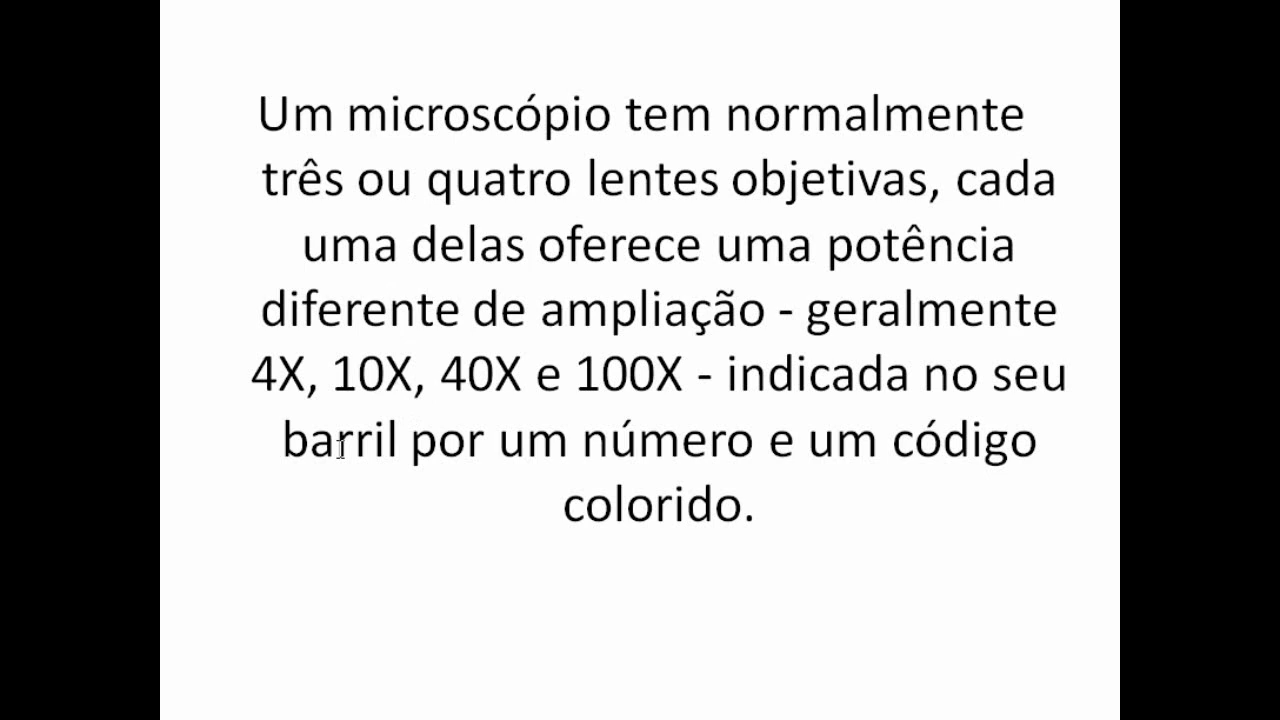 Um microscópio tem normalmente
três ou quatro lentes objetivas, cada
uma delas oferece uma potência
diferente de ampliação - geralmente
4X, 10X, 40X e 100X - indicada no seu
barril por um número e um código
colorido.